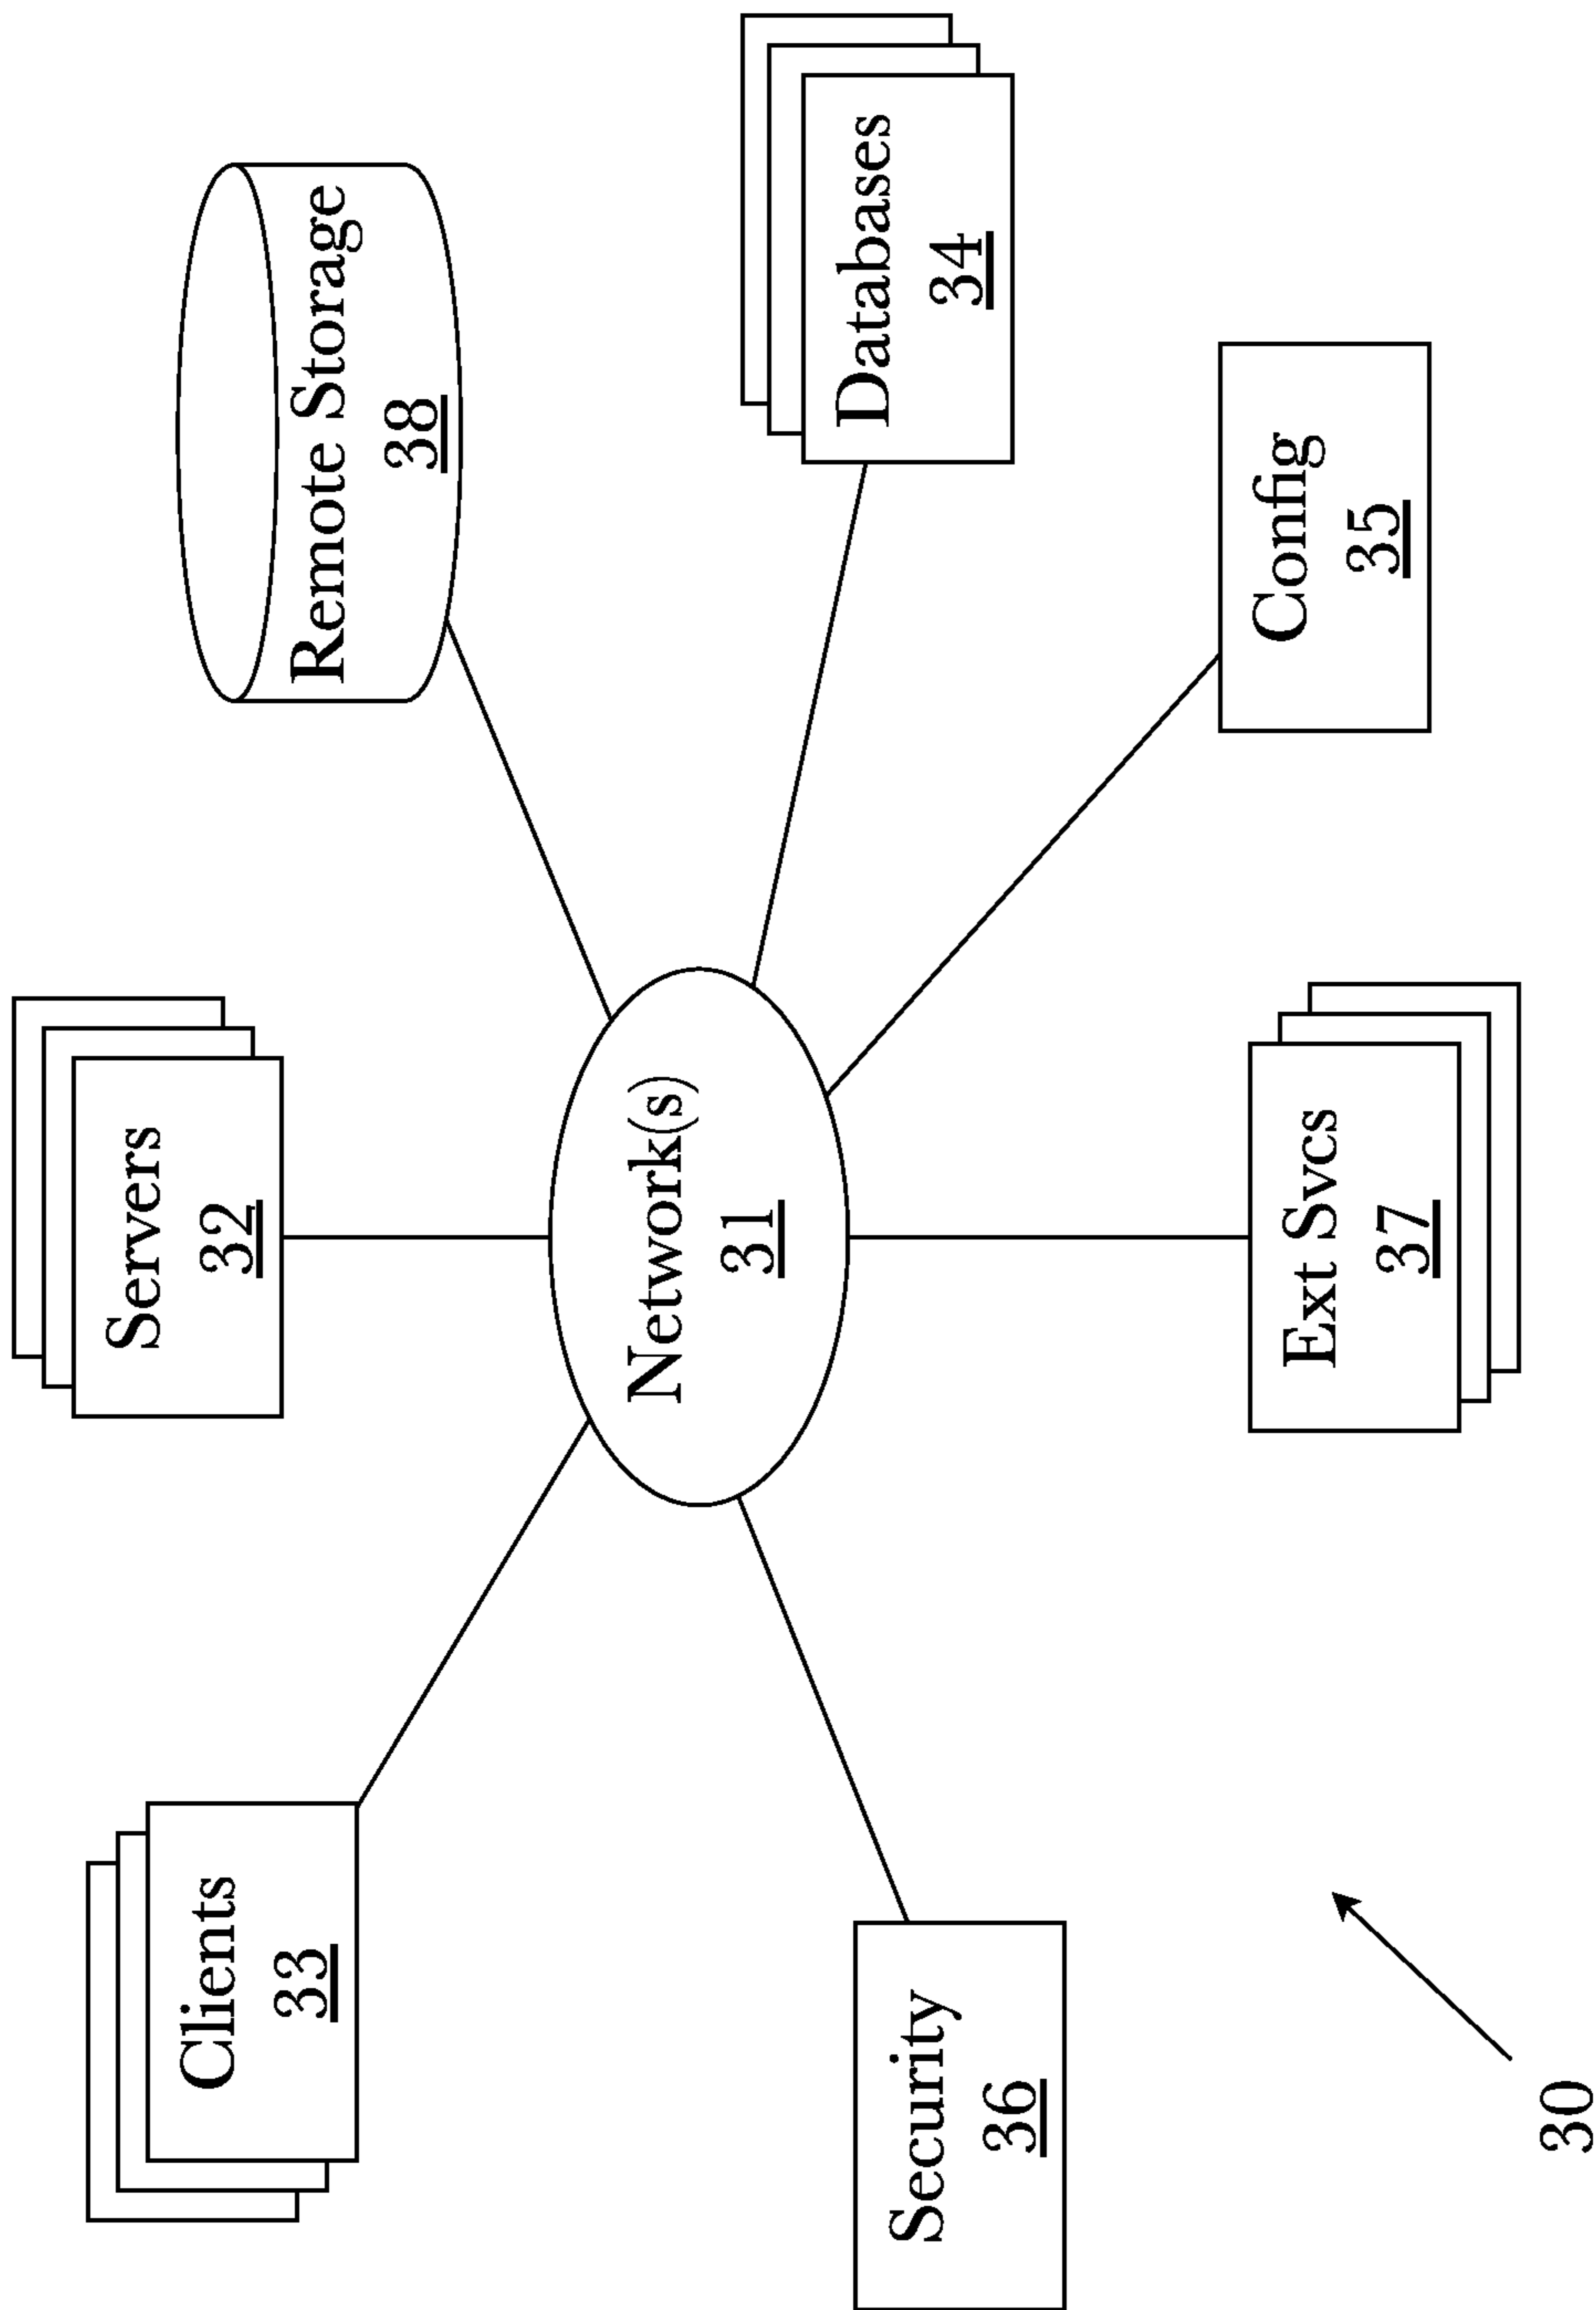 Servers
32
Clients
33
Remote Storage
38
Network(s)
31
Databases
34
Security
36
Ext Svcs
37
Config
35
30